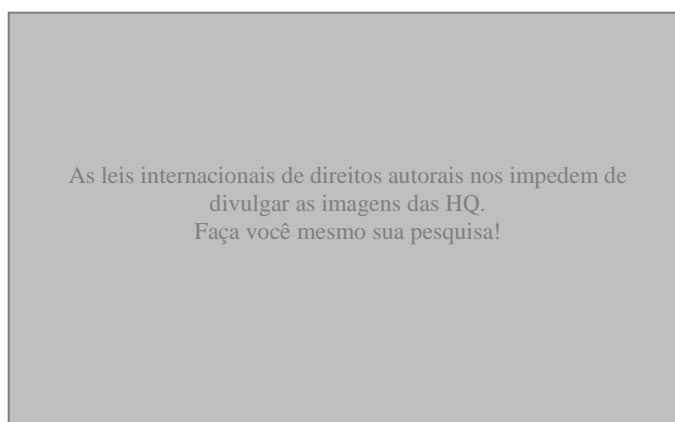 As leis internacionais de direitos autorais nos impedem de
divulgar as imagens das HQ.
Faça você mesmo sua pesquisa!